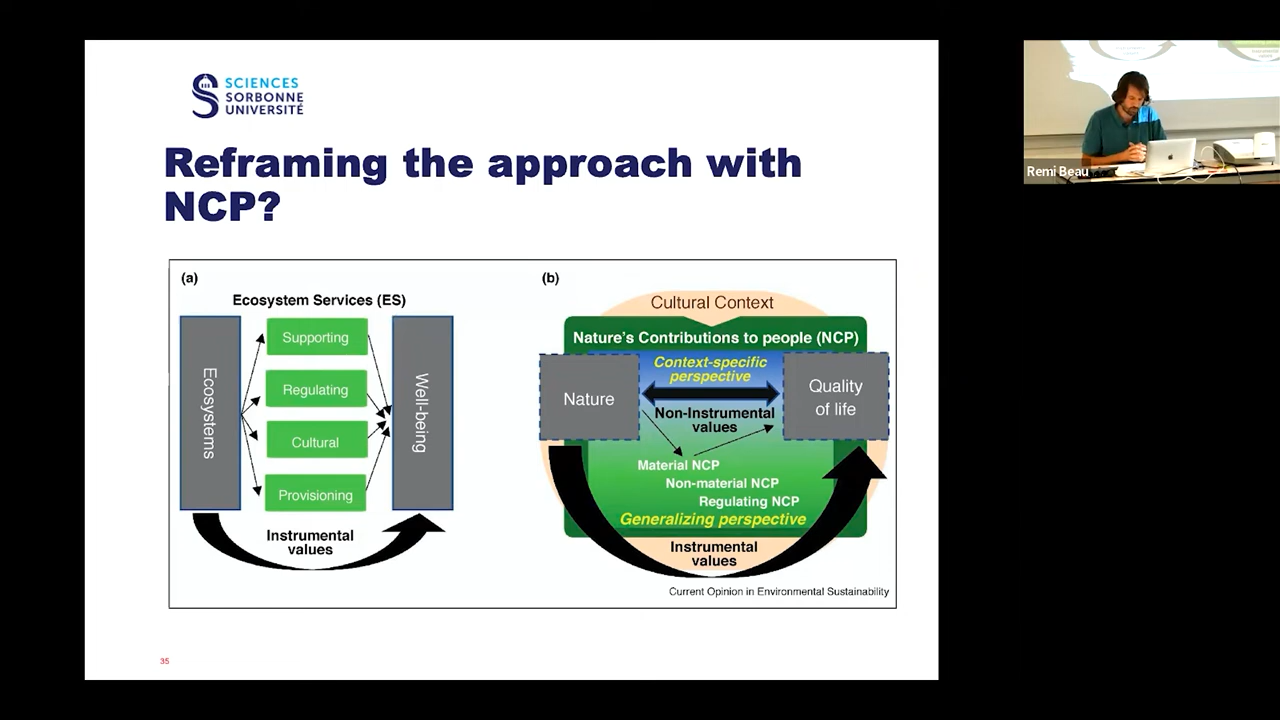 SCIENCES
SORBONNE
UNIVERSITÉ
Reframing the approach with
NCP?
(a)
Ecosystem Services (ES)
Ecosystems
Supporting
Regulating
Cultural
Provisioning
Well-being
Instrumental
values
(b)
Cultural Context
Nature's Contributions to people (NCP)
Context-specific
perspective
Nature
Quality
of life
Non-Instrumental
values
Material NCP
Non-material NCP
Regulating NCP
Generalizing perspective
Instrumental
values
Current Opinion in Environmental Sustainability
35
Remi Beau